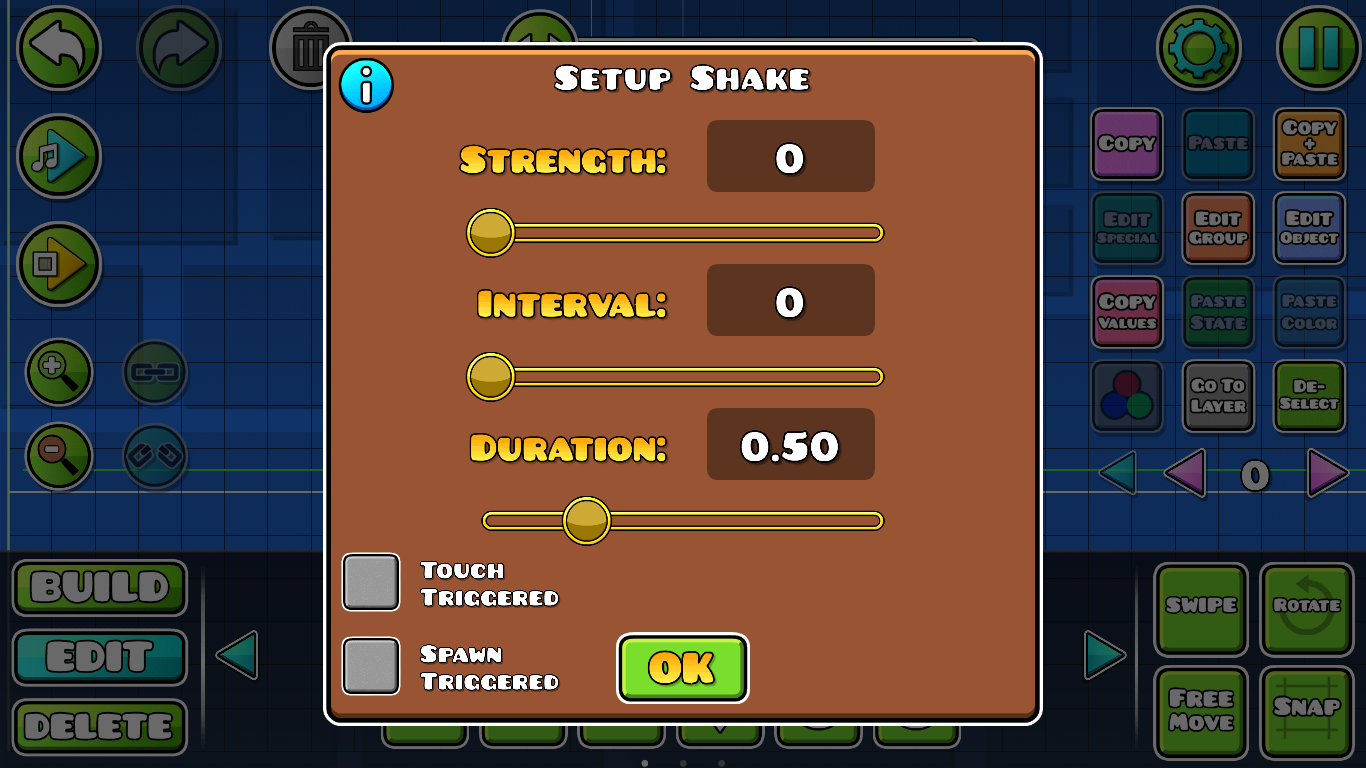 Setup Shake
Strength: 0
Interval: 0
Duration: 0.50
Touch
Triggered
Spawn
Triggered
OK
Copy
Paste
Copy
+
Paste
Edit
Special
Edit
Group
Edit
Object
Copy
Values
Paste
State
Paste
Color
Go To
Layer
De-
Select
0
BUILD
EDIT
DELETE
Swipe
Rotate
Free
Move
Snap